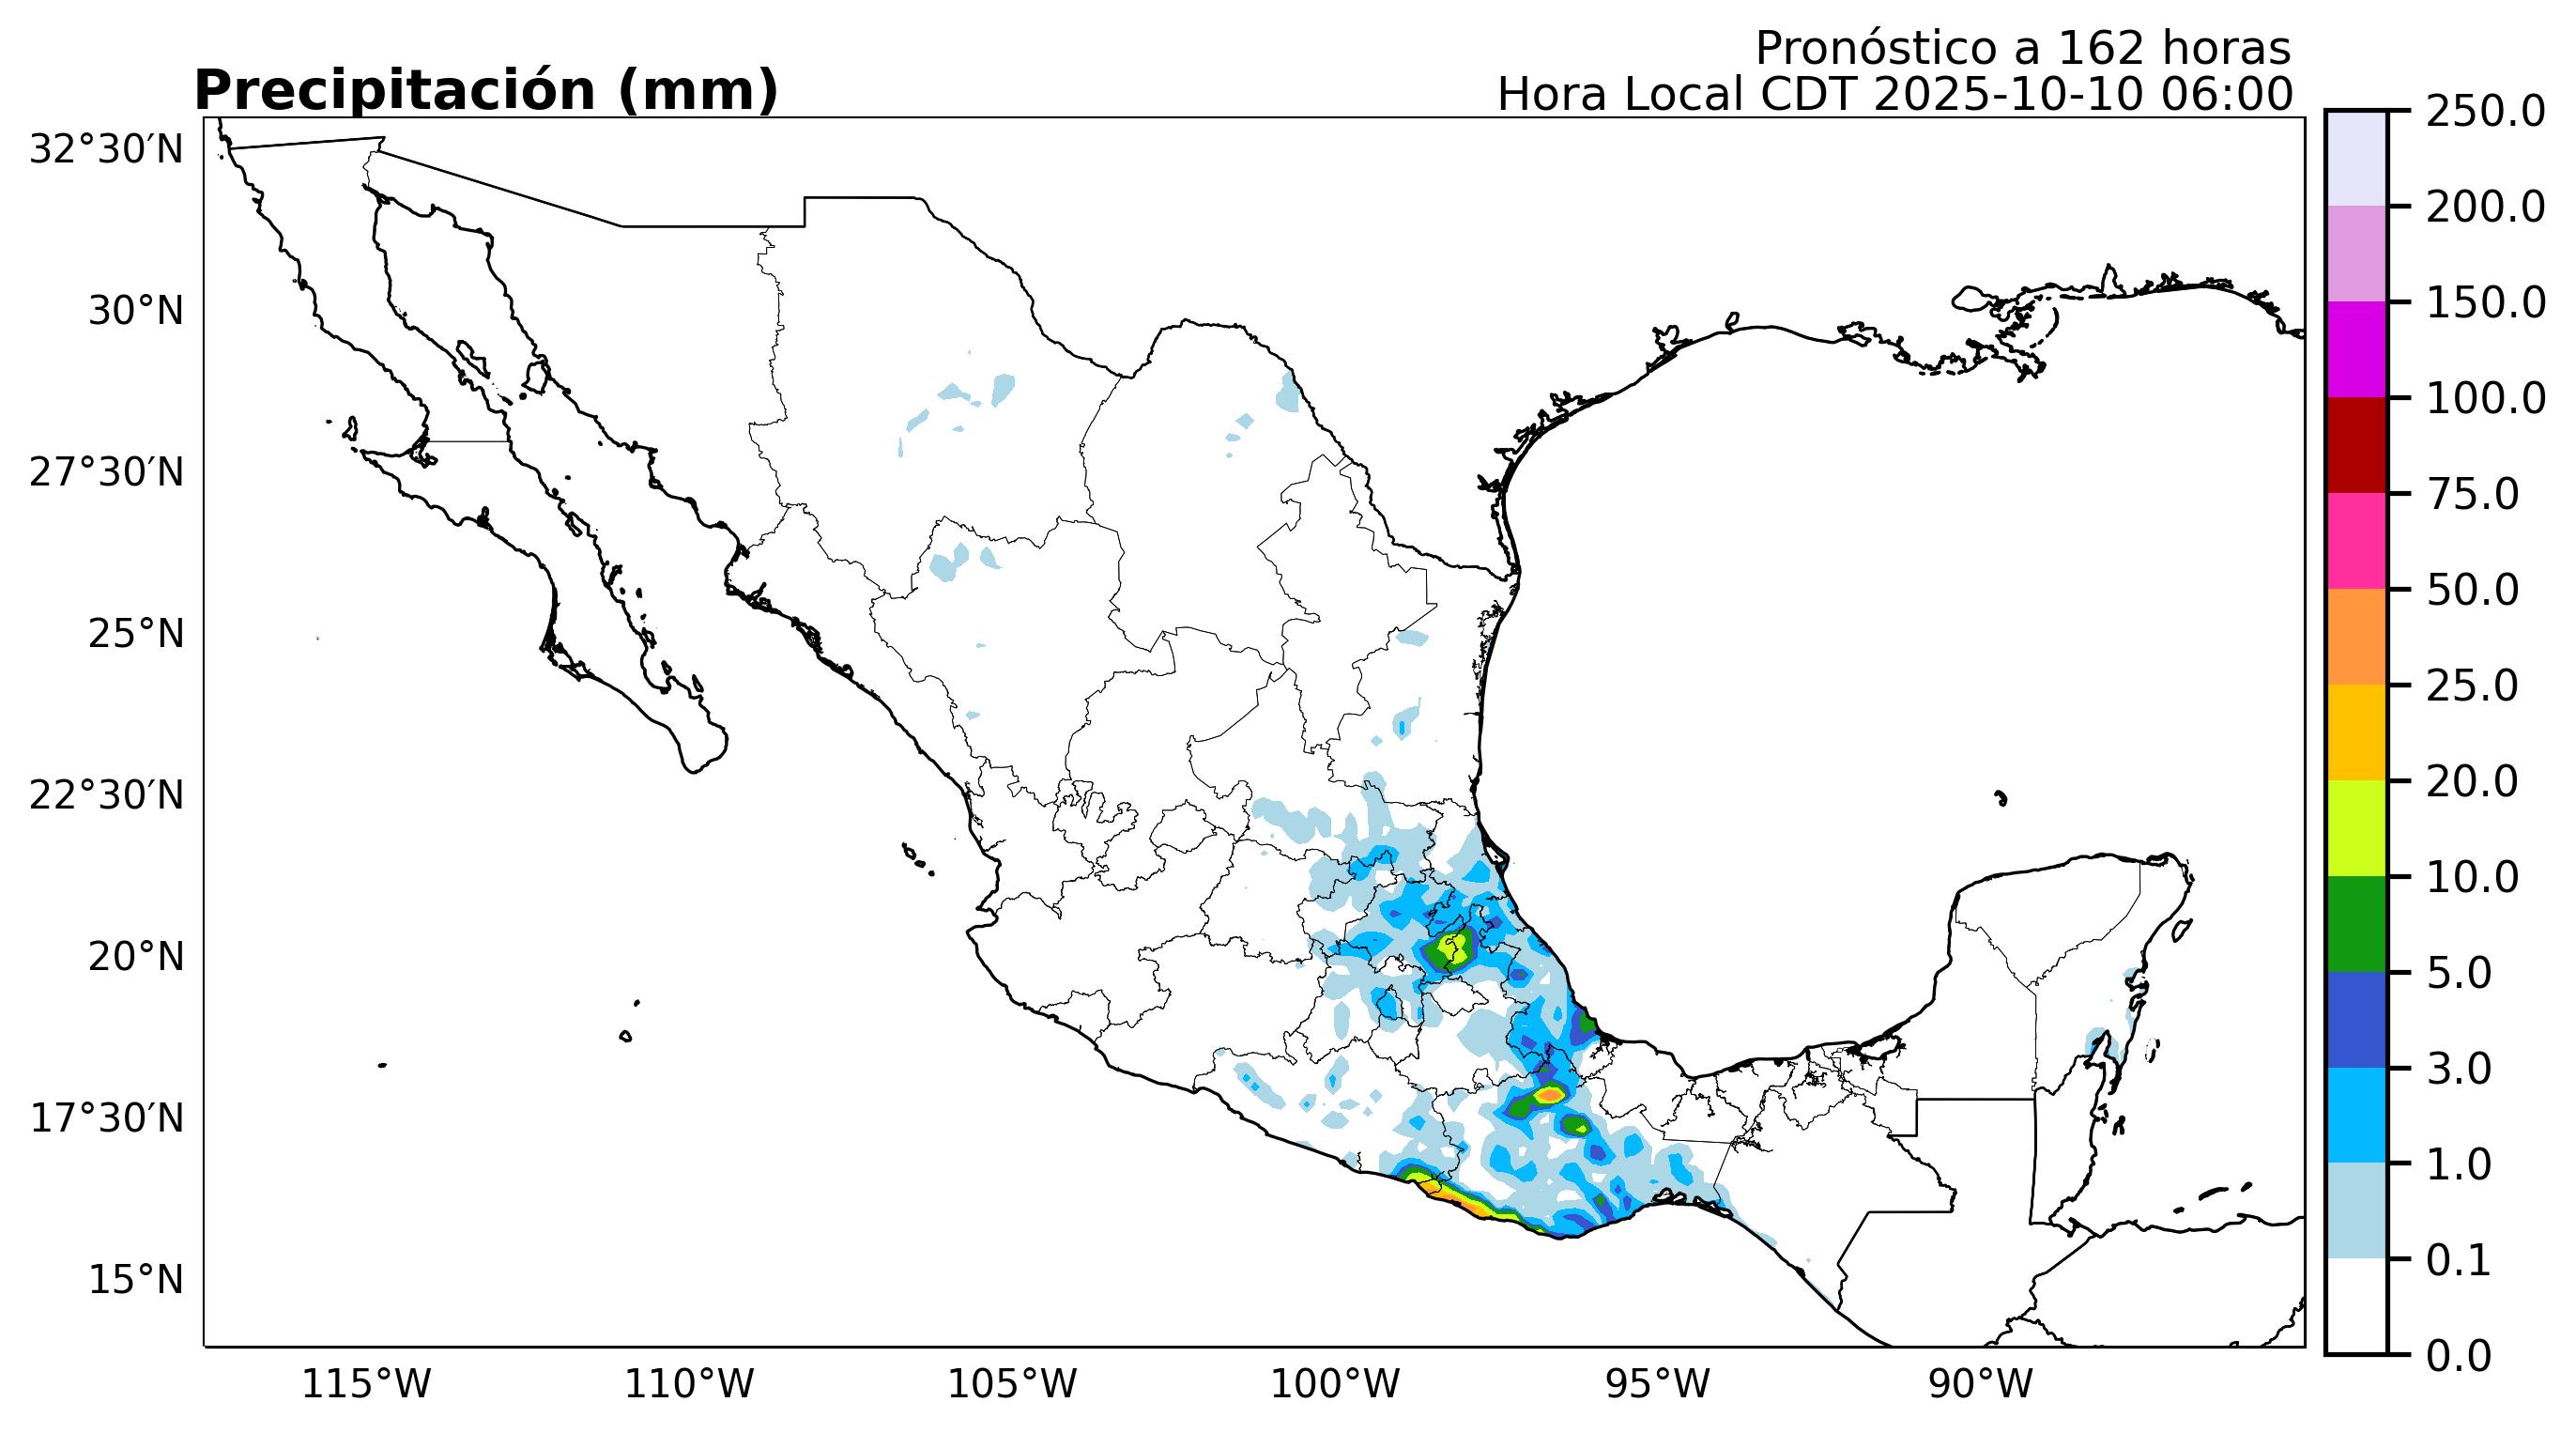 Pronóstico a 162 horas
Precipitación (mm)
Hora Local CDT 2025-10-10 06:00
32°30′N
30°N
27°30′N
25°N
22°30′N
20°N
17°30′N
15°N
115°W
110°W
105°W
100°W
95°W
90°W
250.0
200.0
150.0
100.0
75.0
50.0
25.0
20.0
10.0
5.0
3.0
1.0
0.1
0.0